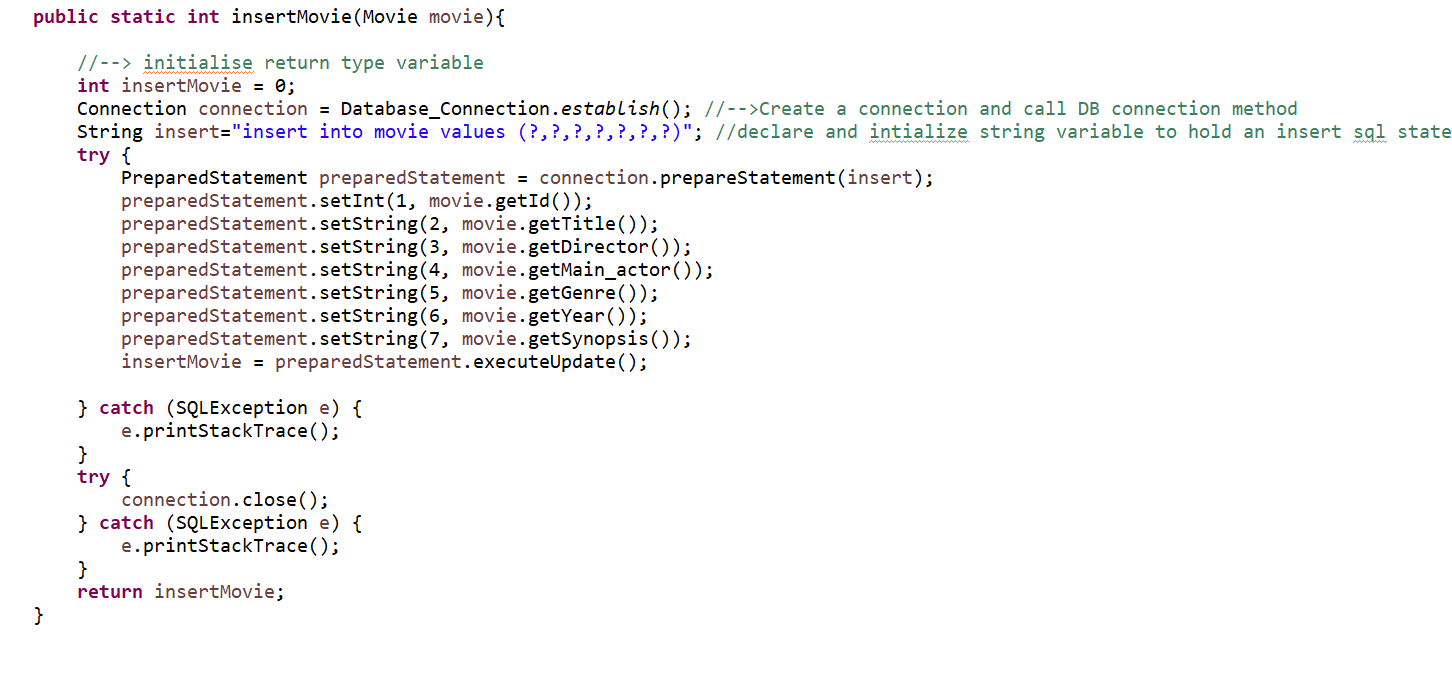 public static int insertMovie(Movie movie){
//--> initialise return type variable
int insertMovie = 0;
Connection connection = Database_Connection.establish(); //-->Create a connection and call DB connection method
String insert="insert into movie values (?,?,?,?,?,?,?)"; //declare and intialize string variable to hold an insert sql state
try {
PreparedStatement preparedStatement = connection.prepareStatement(insert);
preparedStatement.setInt(1, movie.getId());
preparedStatement.setString(2, movie.getTitle());
preparedStatement.setString(3, movie.getDirector());
preparedStatement.setString(4, movie.getMain_actor());
preparedStatement.setString(5, movie.getGenre());
preparedStatement.setString(6, movie.getYear());
preparedStatement.setString(7, movie.getSynopsis());
insertMovie = preparedStatement.executeUpdate();
} catch (SQLException e) {
e.printStackTrace();
}
try {
connection.close();
} catch (SQLException e) {
e.printStackTrace();
}
return insertMovie;
}